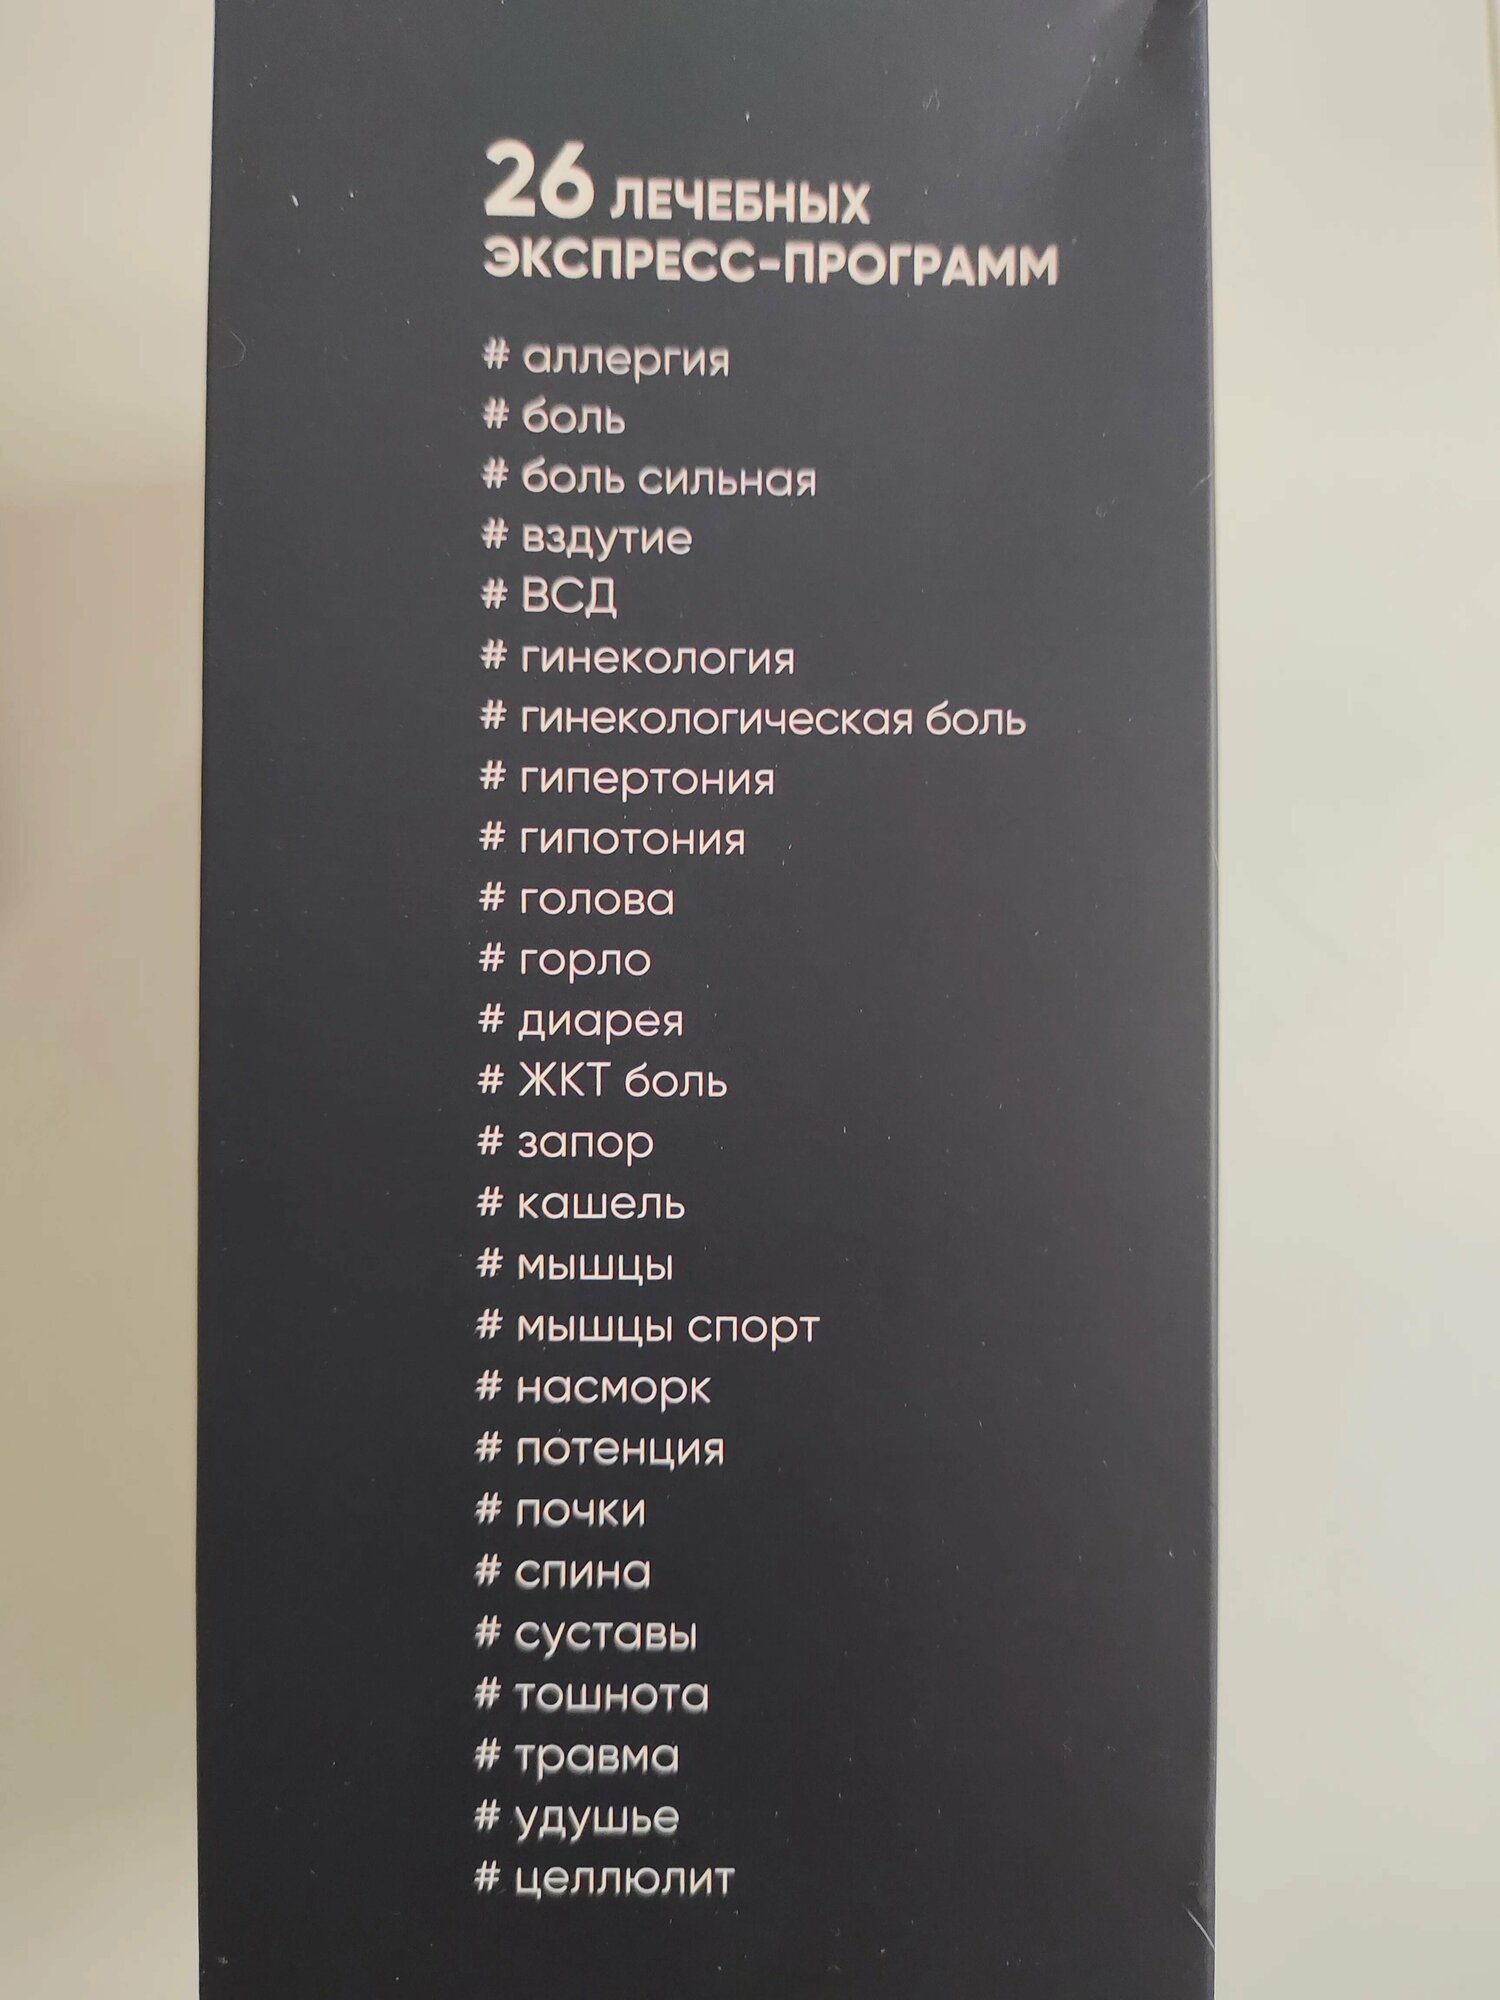 26 ЛЕЧЕБНЫХ
ЭКСПРЕСС-ПРОГРАММ
# аллергия
# боль
# боль сильная
# вздутие
# ВСД
# гинекология
# гинекологическая боль
# гипертония
# гипотония
# голова
# горло
# диарея
# ЖКТ боль
# запор
# кашель
# мышцы
# мышцы спорт
# насморк
# потенция
# почки
# спина
# суставы
# тошнота
# травма
# удушье
# целлюлит